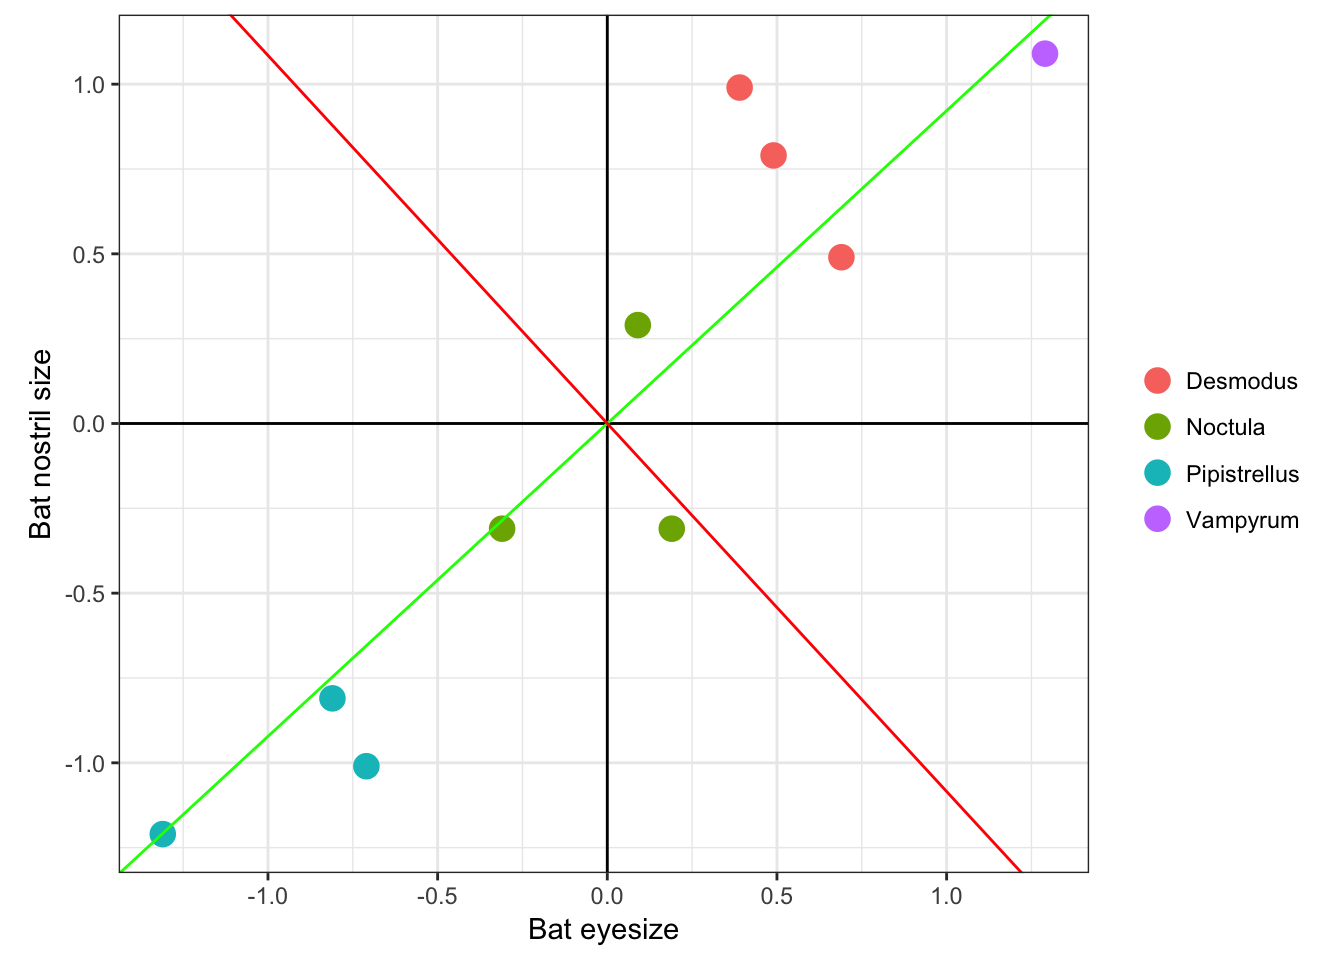 1.0
0.5
0.0
-0.5
-1.0
Bat nostril size
-1.0 -0.5 0.0 0.5 1.0
Bat eyesize
Desmodus
Noctula
Pipistrellus
Vampyrum